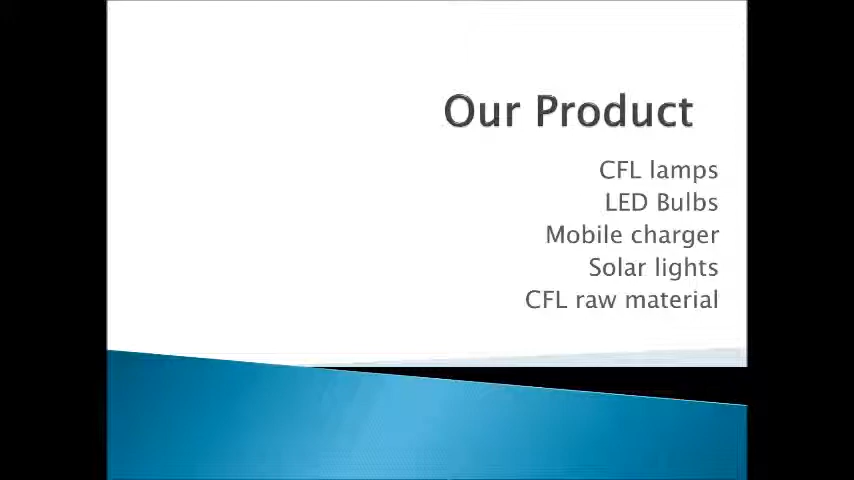 Our Product
CFL lamps
LED Bulbs
Mobile charger
Solar lights
CFL raw material